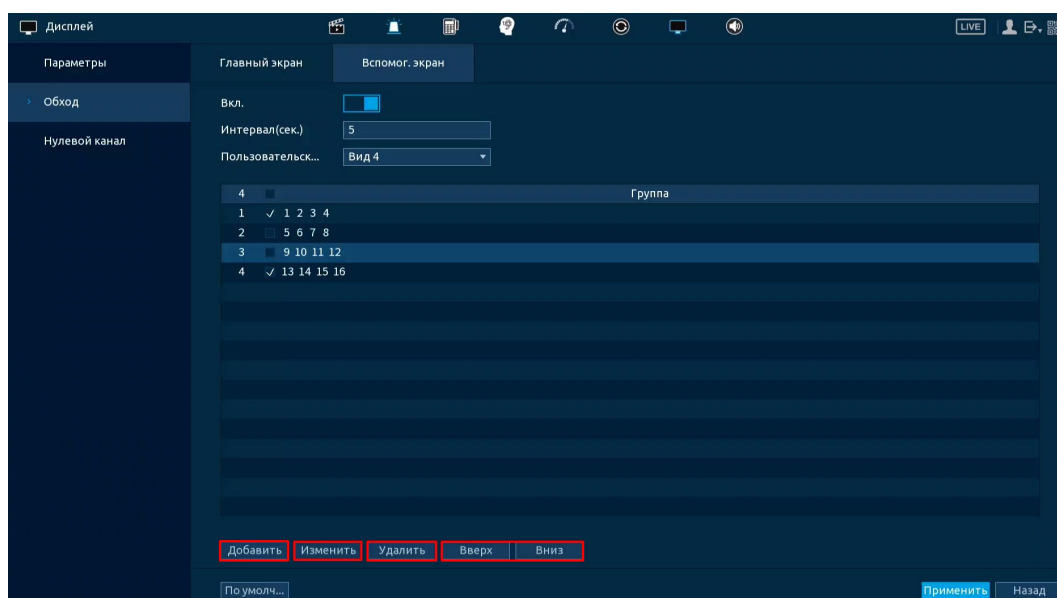 Дисплей LIVE
Параметры
Обход
Нулевой канал
Главный экран Вспомог. экран
Вкл.
Интервал(сек.) 5
Пользовательск... Вид 4
4 Группа
1 1 2 3 4
2 5 6 7 8
3 9 10 11 12
4 13 14 15 16
Добавить Изменить Удалить Вверх Вниз
По умолч... Применить Назад